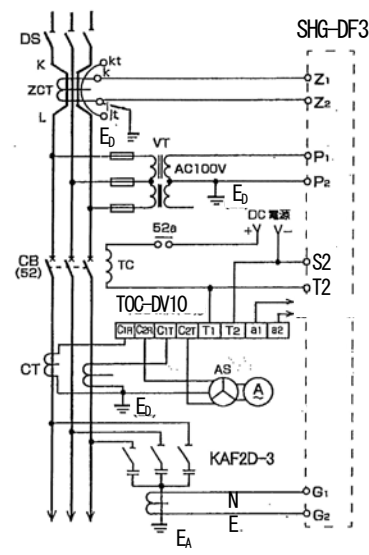 SHG-DF3
DS
K
kt
k
Z1
ZCT
l
Z2
L
lt
ED
VT
P1
AC100V
P2
ED
DC 電源
52a
+
−
CB
(52)
TC
S2
T2
TOC-DV10
C1R C2R C1T C2T T1 T2 a1 a2
CT
AS
A
ED
KAF2D-3
N
G1
E
G2
EA